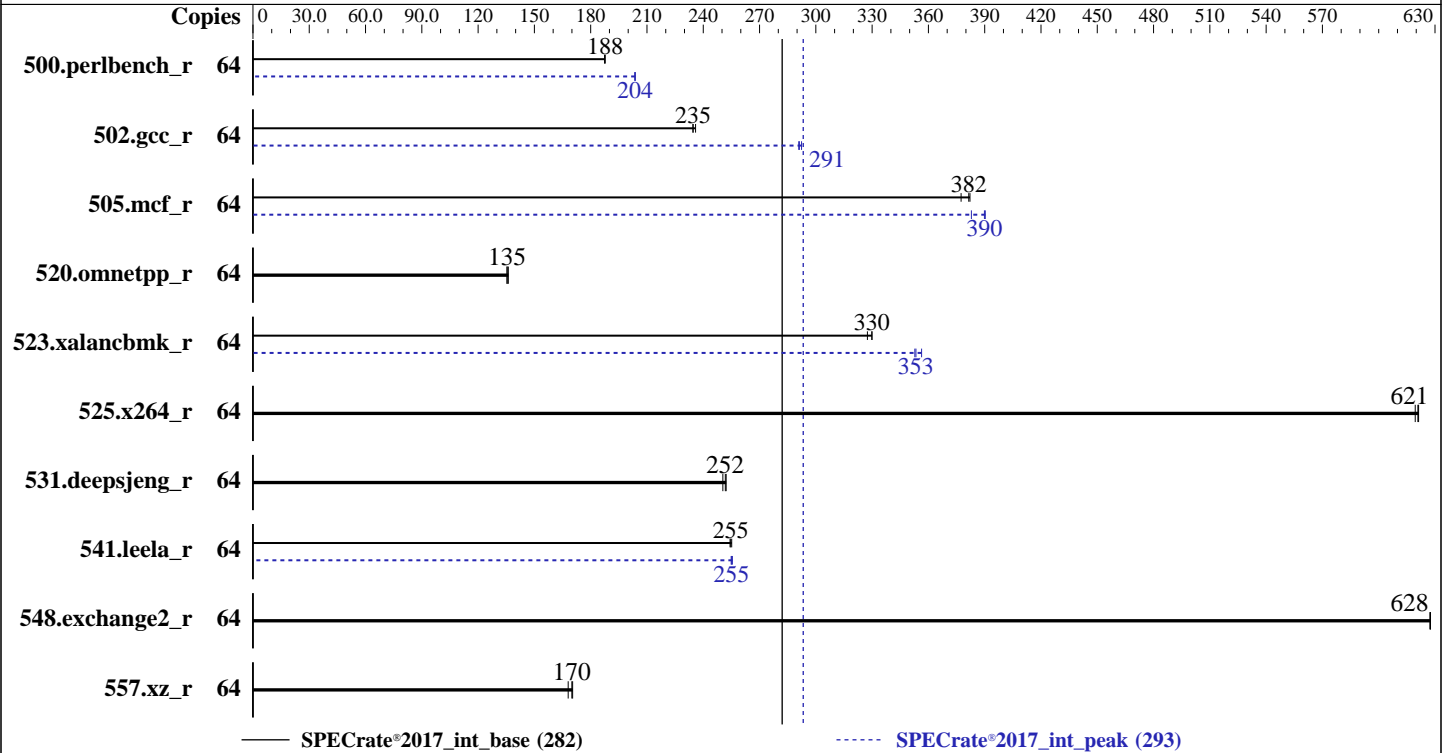 Copies 0 30.0 60.0 90.0 120 150 180 210 240 270 300 330 360 390 420 450 480 510 540 570 630
500.perlbench_r 64 188
204
502.gcc_r 64 235
291
505.mcf_r 64 382
390
520.omnetpp_r 64 135
523.xalancbmk_r 64 330
353
525.x264_r 64 621
531.deepsjeng_r 64 252
541.leela_r 64 255
255
548.exchange2_r 64 628
557.xz_r 64 170
SPECrate®2017_int_base (282) SPECrate®2017_int_peak (293)